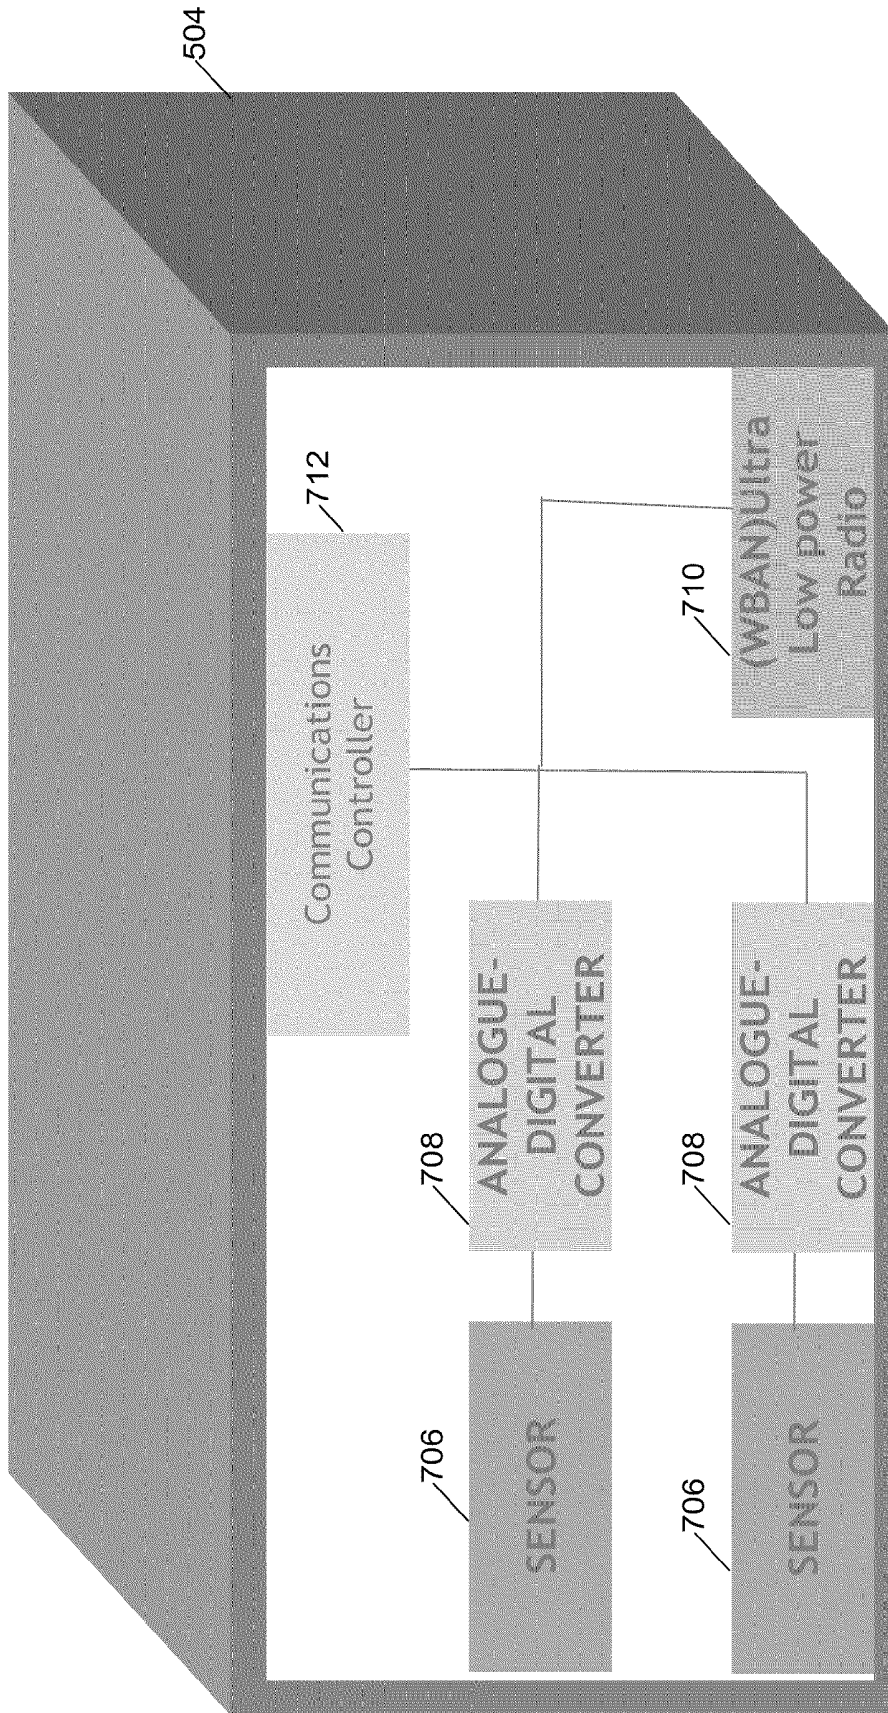 504
712
Communications
Controller
706
SENSOR
708
ANALOGUE-
DIGITAL
CONVERTER
706
SENSOR
708
ANALOGUE-
DIGITAL
CONVERTER
710
(WBAN)Ultra
Low power
Radio